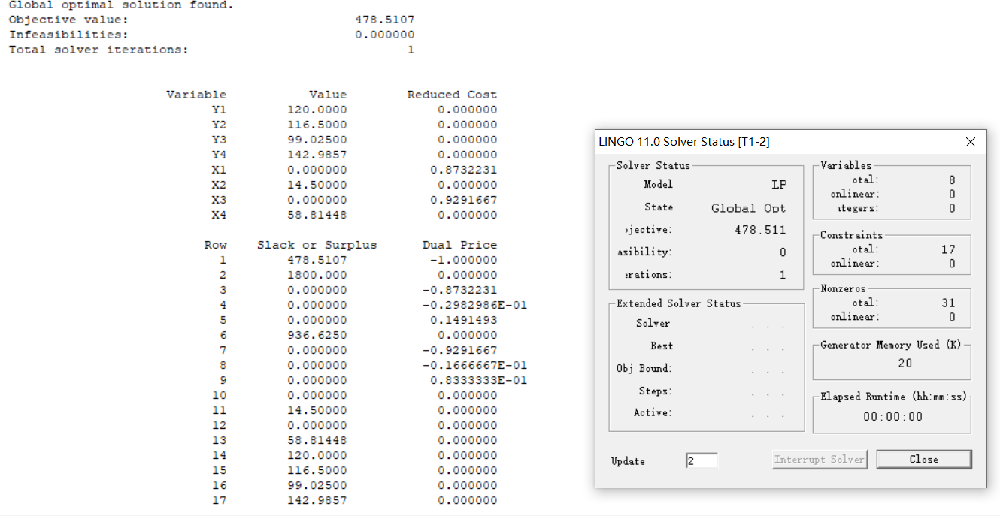 Global optimal solution found.
Objective value: 478.5107
Infeasibilities: 0.000000
Total solver iterations: 1
Variable Value Reduced Cost
Y1 120.0000 0.000000
Y2 116.5000 0.000000
Y3 99.02500 0.000000
Y4 142.9857 0.000000
X1 0.000000 0.8732231
X2 14.50000 0.000000
X3 0.000000 0.9291667
X4 58.81448 0.000000
Row Slack or Surplus Dual Price
1 478.5107 -1.000000
2 1800.000 0.000000
3 0.000000 -0.8732231
4 0.000000 -0.2982986E-01
5 0.000000 0.1491493
6 936.6250 0.000000
7 0.000000 -0.9291667
8 0.000000 -0.1666667E-01
9 0.000000 0.8333333E-01
10 0.000000 0.000000
11 14.50000 0.000000
12 0.000000 0.000000
13 58.81448 0.000000
14 120.0000 0.000000
15 116.5000 0.000000
16 99.02500 0.000000
17 142.9857 0.000000
LINGO 11.0 Solver Status [T1-2]
Solver Status
Model LP
State Global Opt
jective: 478.511
asibility: 0
erations: 1
Extended Solver Status
Solver . . .
Best . . .
Obj Bound: . . .
Steps: . . .
Active: . . .
Variables
otal: 8
onlinear: 0
ntegers: 0
Constraints
otal: 17
onlinear: 0
Nonzeros
otal: 31
onlinear: 0
Generator Memory Used (K)
20
Elapsed Runtime (hh:mm:ss)
00:00:00
Update 2
Interrupt Solver
Close